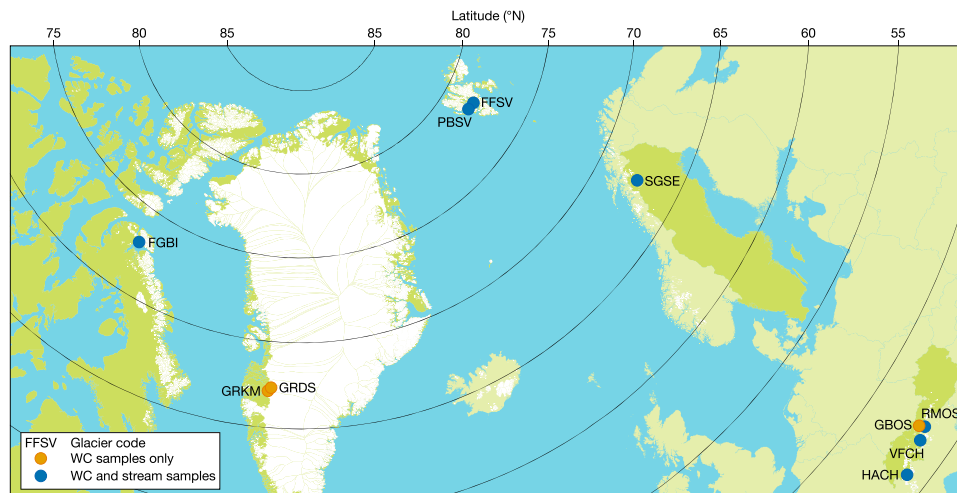 Latitude (°N)
75 80 85 85 80 75 70 65 60 55
FFSV
PBSV
SGSE
FGBI
GRKM GRDS
RMOS
GBOS
VFCH
HACH
FFSV Glacier code
WC samples only
WC and stream samples